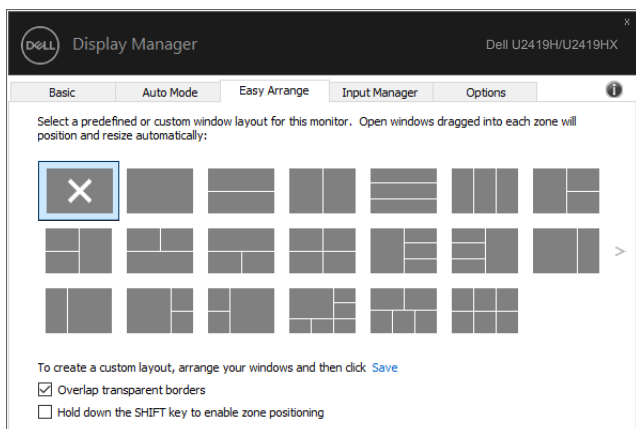 DELL Display Manager Dell U2419H/U2419HX
x
Basic Auto Mode Easy Arrange Input Manager Options
Select a predefined or custom window layout for this monitor. Open windows dragged into each zone will
position and resize automatically:
>
To create a custom layout, arrange your windows and then click Save
Overlap transparent borders
Hold down the SHIFT key to enable zone positioning